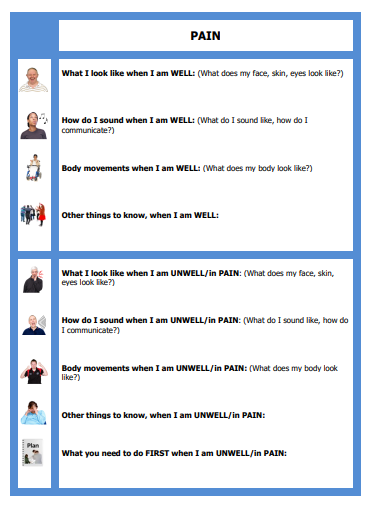 PAIN
What I look like when I am WELL: (What does my face, skin, eyes look like?)
How do I sound when I am WELL: (What do I sound like, how do I
communicate?)
Body movements when I am WELL: (What does my body look like?)
Other things to know, when I am WELL:
What I look like when I am UNWELL/in PAIN: (What does my face, skin,
eyes look like?)
How do I sound when I am UNWELL/in PAIN: (What do I sound like, how do
I communicate?)
Body movements when I am UNWELL/in PAIN: (What does my body look
like?)
Other things to know, when I am UNWELL/in PAIN:
Plan
What you need to do FIRST when I am UNWELL/in PAIN: